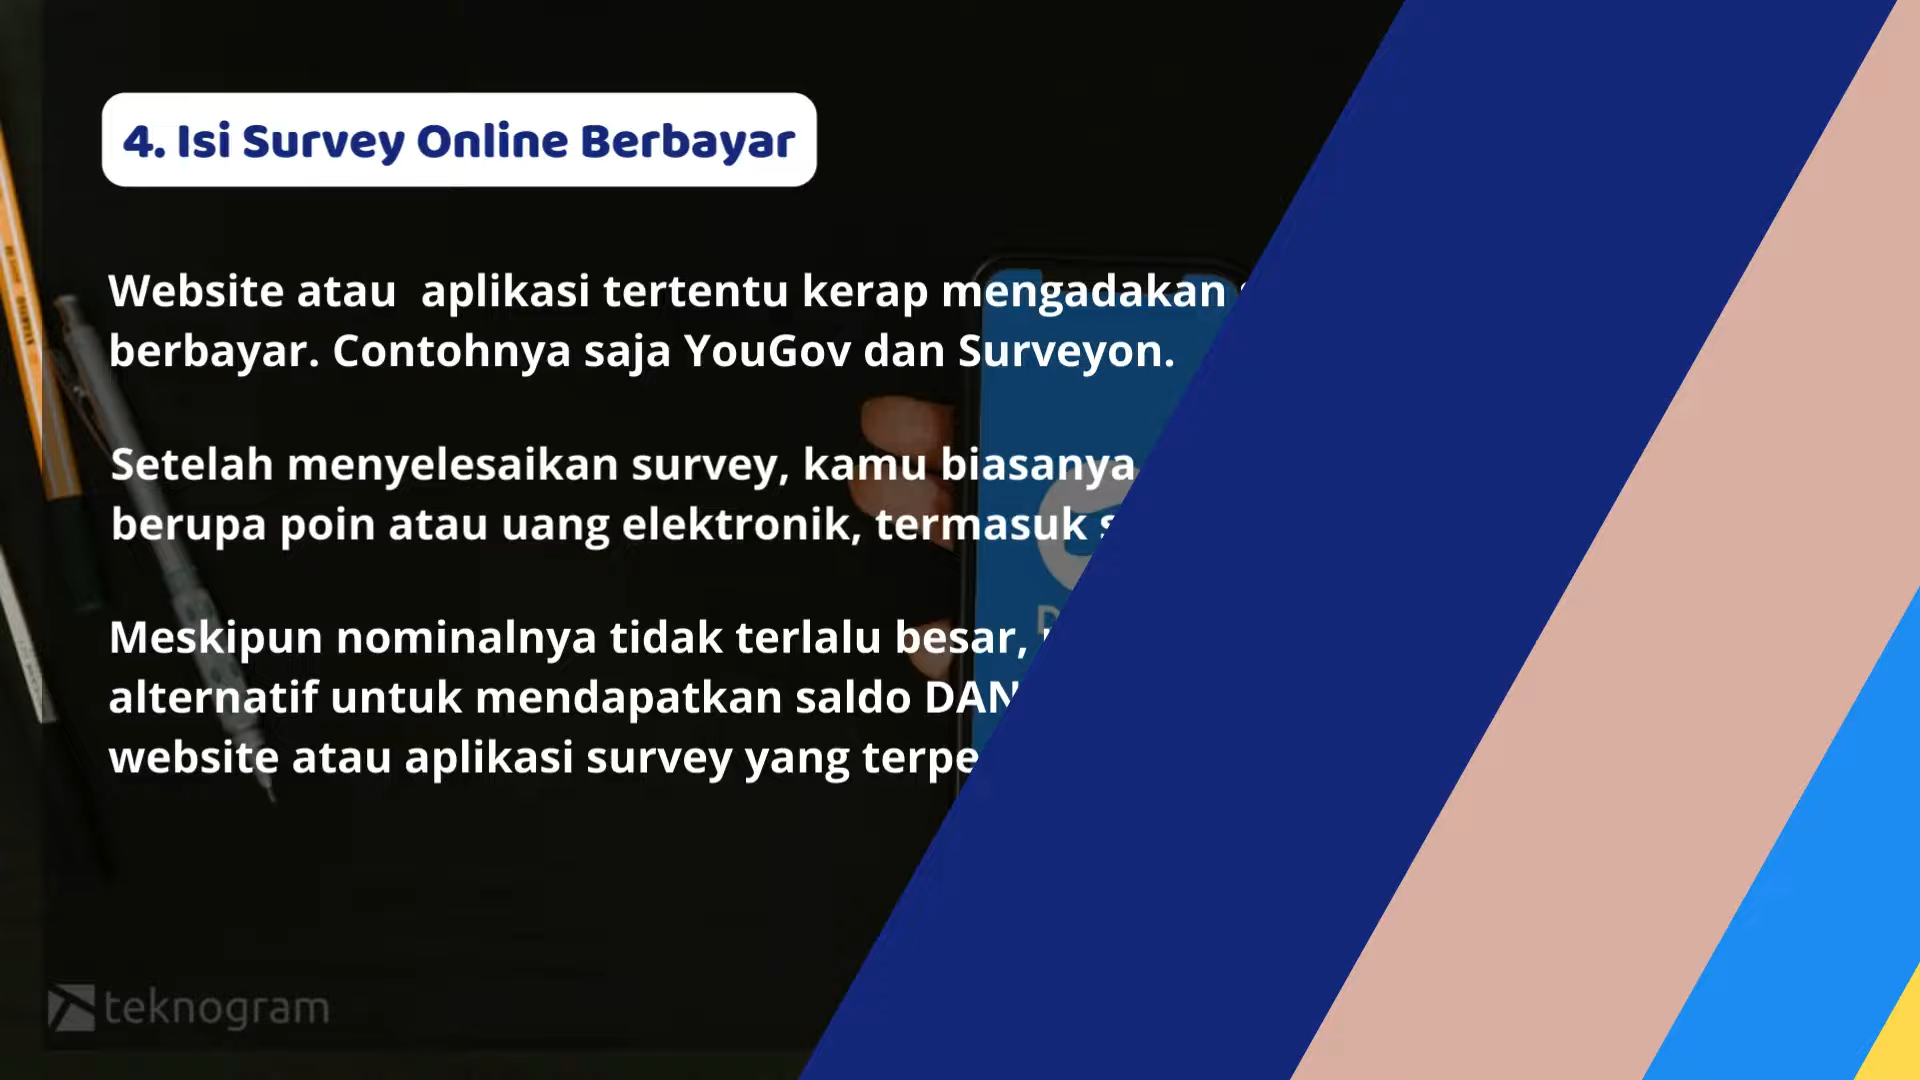 4. Isi Survey Online Berbayar
Website atau aplikasi tertentu kerap mengadakan
berbayar. Contohnya saja YouGov dan Surveyon.
Setelah menyelesaikan survey, kamu biasanya
berupa poin atau uang elektronik, termasuk
Meskipun nominalnya tidak terlalu besar,
alternatif untuk mendapatkan saldo
website atau aplikasi survey yang
teknogram